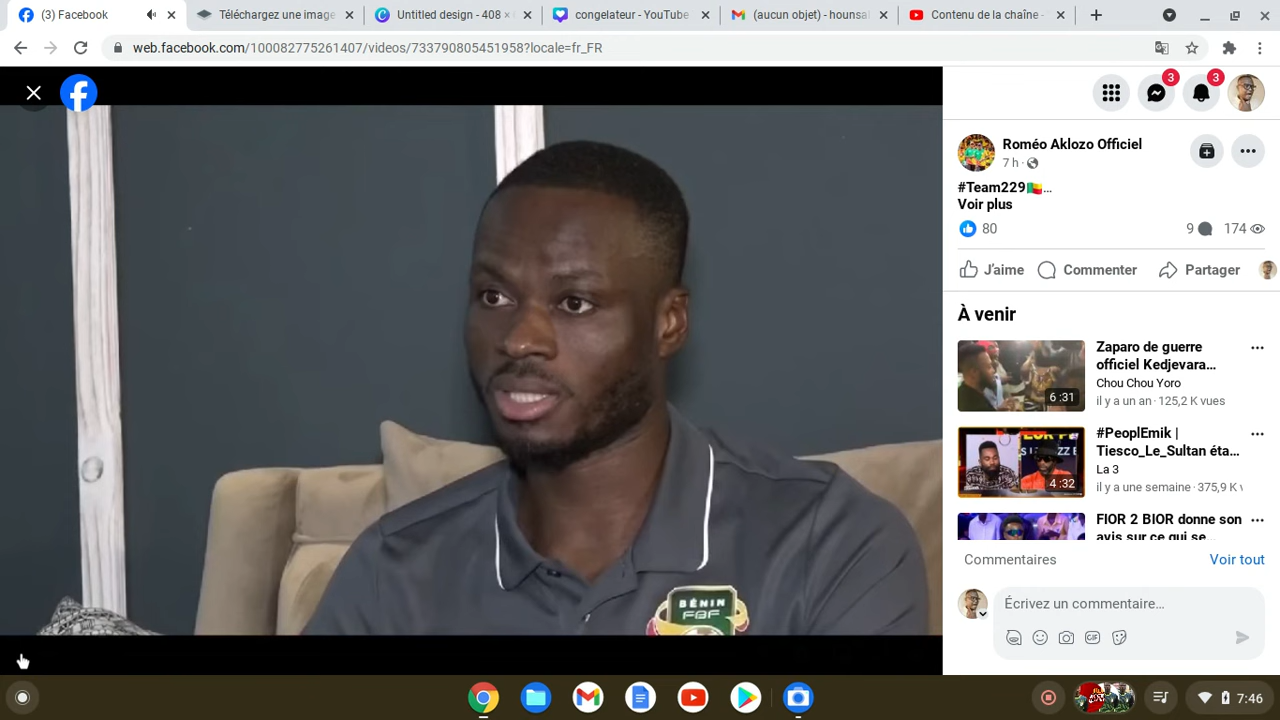 (3) Facebook
Téléchargez une image
Untitled design - 408 ×
congelateur - YouTube
(aucun objet) - hounsa
Contenu de la chaîne -
web.facebook.com/100082775261407/videos/733790805451958?locale=fr_FR
3
3
Roméo Aklozo Officiel
7 h ·
#Team229🇧🇯...
Voir plus
80
9
174
J'aime
Commenter
Partager
À venir
Zaparo de guerre
officiel Kedjevara...
Chou Chou Yoro
il y a un an · 125,2 K vues
6 :31
#PeoplEmik |
Tiesco_Le_Sultan éta...
La 3
il y a une semaine · 375,9 K v
4 :32
FIOR 2 BIOR donne son
avis sur ce qui se...
Commentaires
Voir tout
Écrivez un commentaire...
GIF
BÉNIN
FBF
7:46